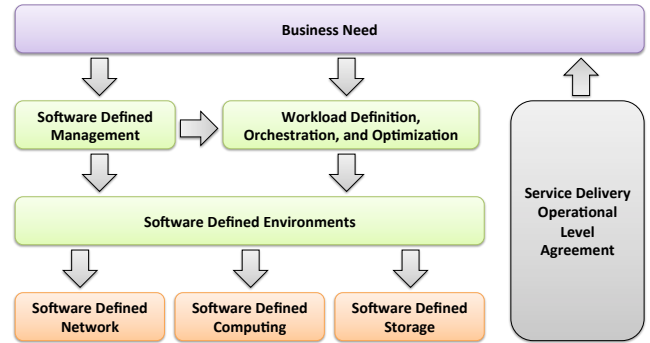 Business Need
Software Defined
Management
Workload Definition,
Orchestration, and Optimization
Software Defined Environments
Service Delivery
Operational
Level
Agreement
Software Defined
Network
Software Defined
Computing
Software Defined
Storage